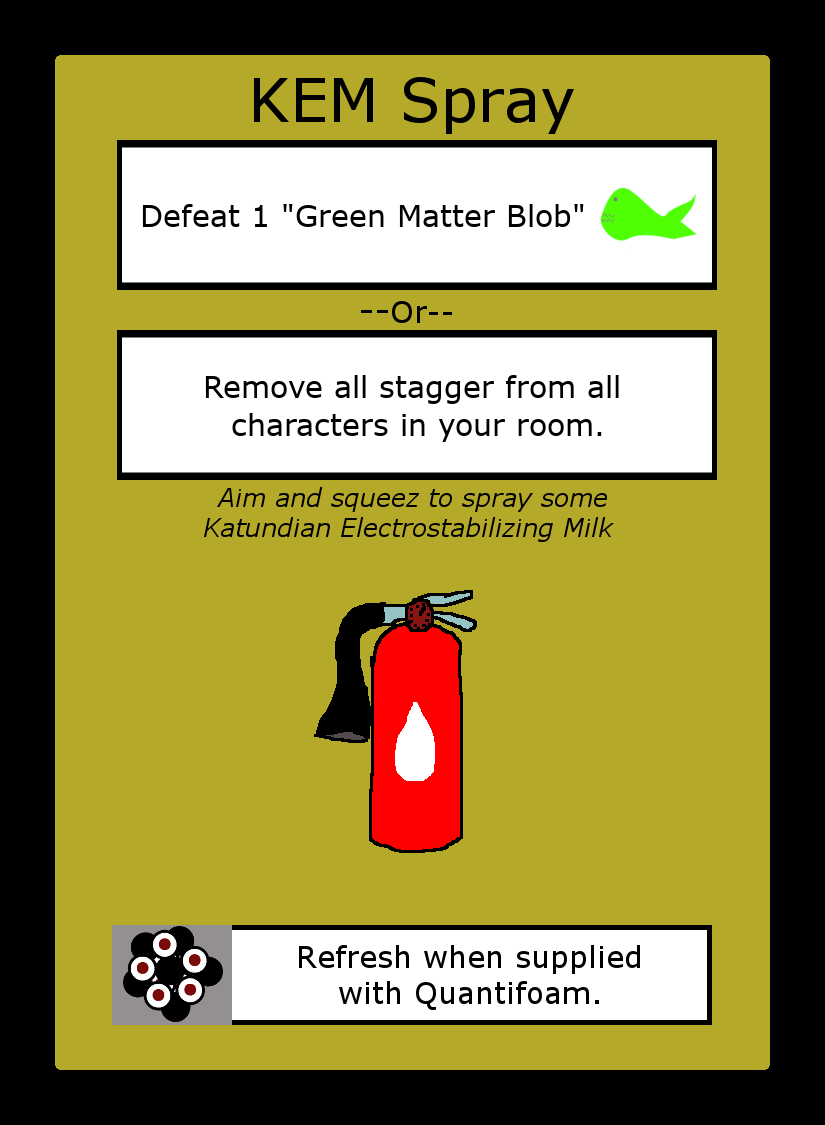 KEM Spray
Defeat 1 "Green Matter Blob"
--Or--
Remove all stagger from all
characters in your room.
Aim and squeez to spray some
Katundian Electrostabilizing Milk
Refresh when supplied
with Quantifoam.